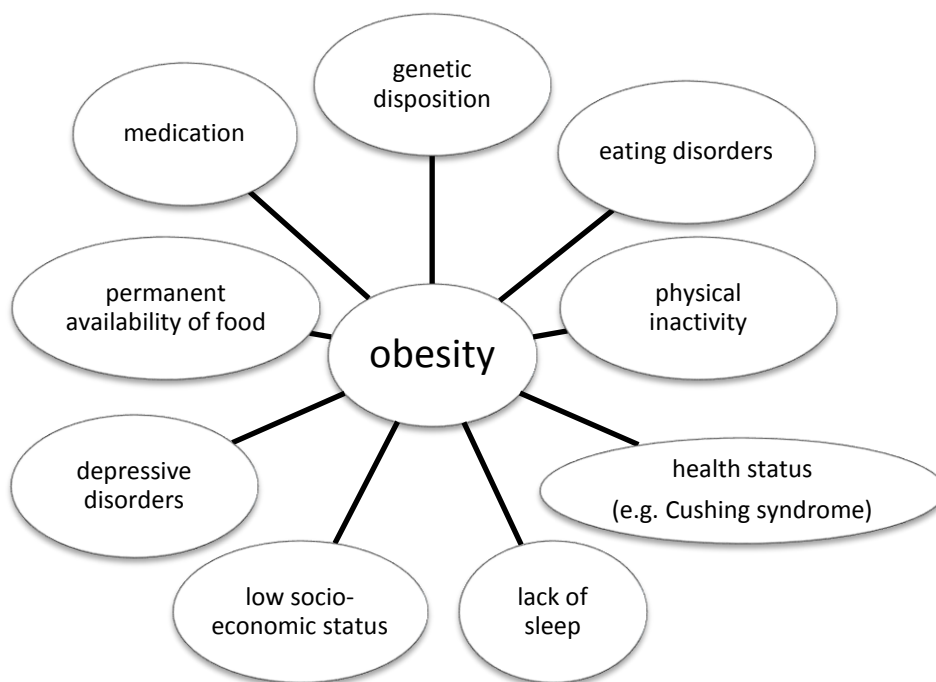 genetic
disposition
medication
eating disorders
permanent
availability of food
physical
inactivity
obesity
depressive
disorders
health status
(e.g. Cushing syndrome)
low socio-
economic status
lack of
sleep